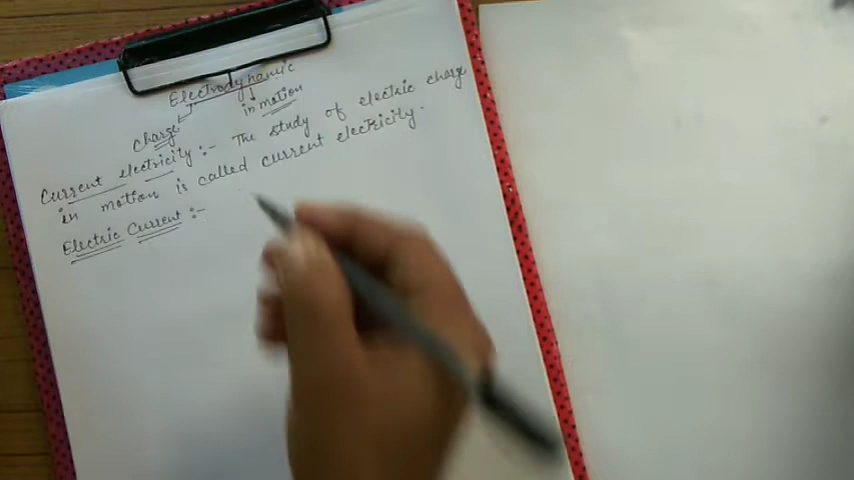 Electrodynamic
charge in motion
Current electricity :- The study of electric charge
in motion is called current electricity.
Electric Current :-